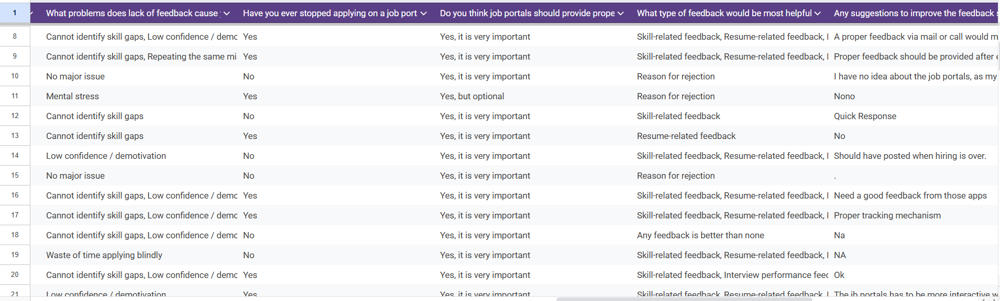 1 What problems does lack of feedback cause Have you ever stopped applying on a job port Do you think job portals should provide prope What type of feedback would be most helpful Any suggestions to improve the feedback s
8 Cannot identify skill gaps, Low confidence / demo Yes Yes, it is very important Skill-related feedback, Resume-related feedback, I A proper feedback via mail or call would m
9 Cannot identify skill gaps, Repeating the same mi Yes Yes, it is very important Skill-related feedback, Resume-related feedback, I Proper feedback should be provided after e
10 No major issue No Yes, it is very important Reason for rejection I have no idea about the job portals, as my
11 Mental stress Yes Yes, but optional Reason for rejection Nono
12 Cannot identify skill gaps No Yes, it is very important Skill-related feedback Quick Response
13 Cannot identify skill gaps Yes Yes, it is very important Resume-related feedback No
14 Low confidence / demotivation No Yes, it is very important Skill-related feedback, Resume-related feedback, I Should have posted when hiring is over.
15 No major issue No Yes, it is very important Reason for rejection .
16 Cannot identify skill gaps, Low confidence / demo Yes Yes, it is very important Skill-related feedback, Resume-related feedback, I Need a good feedback from those apps
17 Cannot identify skill gaps, Low confidence / demo Yes Yes, it is very important Skill-related feedback, Resume-related feedback, I Proper tracking mechanism
18 Cannot identify skill gaps, Low confidence / demo No Yes, it is very important Any feedback is better than none Na
19 Waste of time applying blindly No Yes, it is very important Skill-related feedback, Resume-related feedback, I NA
20 Cannot identify skill gaps, Low confidence / demo Yes Yes, it is very important Skill-related feedback, Interview performance feed Ok
21 Low confidence / demotivation Yes Yes, it is very important Skill-related feedback, Resume-related feedback, I The jb portals has to be more interactive w